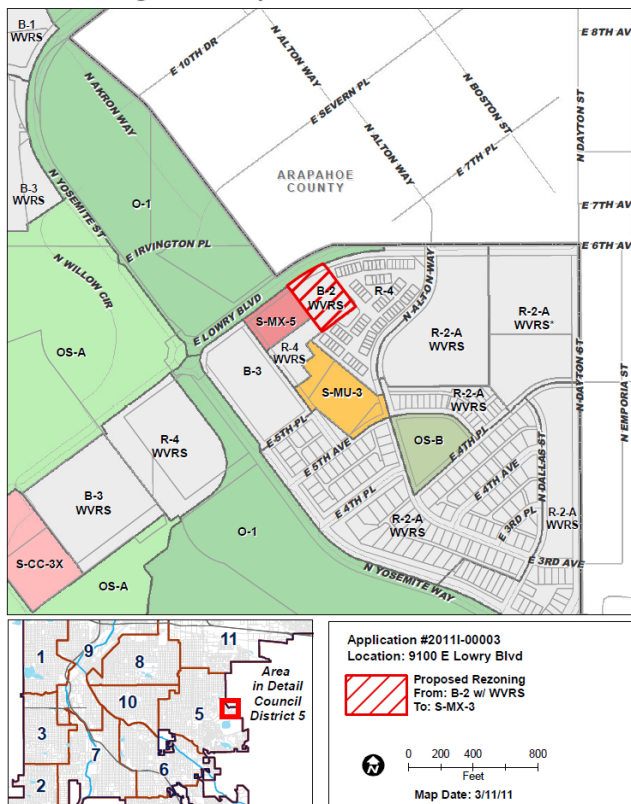 B-1
WVRS
E 8TH AV
E 10TH DR
N ALTON WAY
N AKRON WAY
E SEVERN PL
N BOSTON ST
N DAYTON ST
B-3
WVRS
N YOSEMITE ST
ARAPAHOE
COUNTY
N ALTON WAY
E 7TH PL
O-1
E 7TH AV
N WILLOW CIR
E IRVINGTON PL
E 6TH AV
E LOWRY BLVD
B-2
WVRS
R-4
N ALTON WAY
S-MX-5
R-2-A
WVRS
R-2-A
WVRS*
OS-A
R-4
WVRS
B-3
S-MU-3
N DAYTON ST
N EMPORIA ST
R-2-A
WVRS
E 5TH PL
E 5TH AVE
OS-B
E 4TH PL
R-4
WVRS
E 4TH PL
E 4TH AVE
N DALLAS ST
B-3
WVRS
R-2-A
WVRS
E 3RD PL
R-2-A
WVRS
O-1
S-CC-3X
OS-A
N YOSEMITE WAY
E 3RD AVE
11
9
1
8
Area
in Detail
Council
District 5
10
5
3
7
6
2
Application #2011I-00003
Location: 9100 E Lowry Blvd
Proposed Rezoning
From: B-2 w/ WVRS
To: S-MX-3
N
0 200 400 600 800
Feet
Map Date: 3/11/11